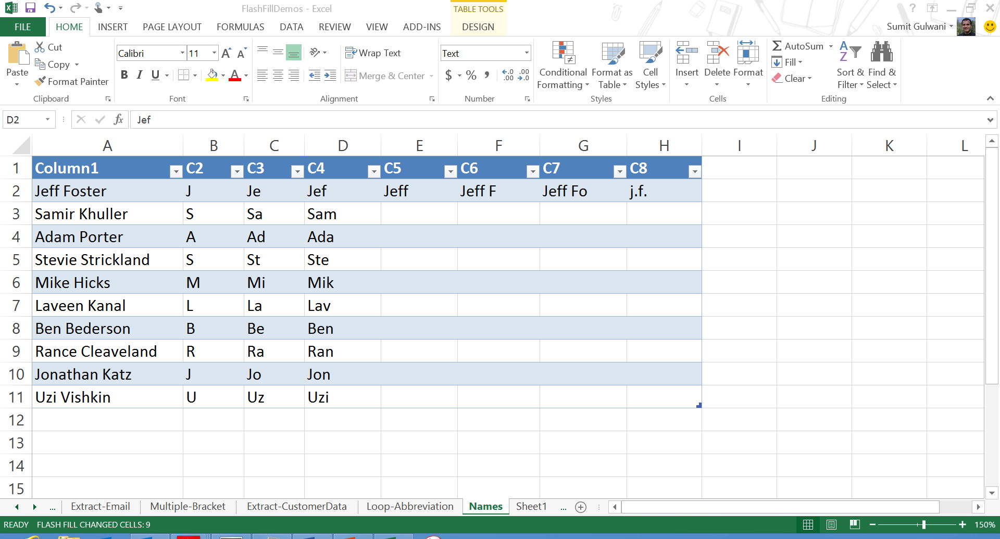 FlashFillDemos - Excel
TABLE TOOLS
?
FILE HOME INSERT PAGE LAYOUT FORMULAS DATA REVIEW VIEW ADD-INS DESIGN
Sumit Gulwani
Paste
Cut
Copy
Format Painter
Clipboard
Calibri 11
B I U
Font
Wrap Text
Merge & Center
Alignment
Text
$ % ,
Number
Conditional Formatting
Format as Table
Cell Styles
Styles
Insert Delete Format
Cells
AutoSum
Fill
Clear
Sort & Filter
Find & Select
Editing
D2 fx Jef
A B C D E F G H I J K L
1 Column1 C2 C3 C4 C5 C6 C7 C8
2 Jeff Foster J Je Jef Jeff Jeff F Jeff Fo j.f.
3 Samir Khuller S Sa Sam
4 Adam Porter A Ad Ada
5 Stevie Strickland S St Ste
6 Mike Hicks M Mi Mik
7 Laveen Kanal L La Lav
8 Ben Bederson B Be Ben
9 Rance Cleaveland R Ra Ran
10 Jonathan Katz J Jo Jon
11 Uzi Vishkin U Uz Uzi
12
13
14
15
... Extract-Email Multiple-Bracket Extract-CustomerData Loop-Abbreviation Names Sheet1 ...
READY FLASH FILL CHANGED CELLS: 9 150%